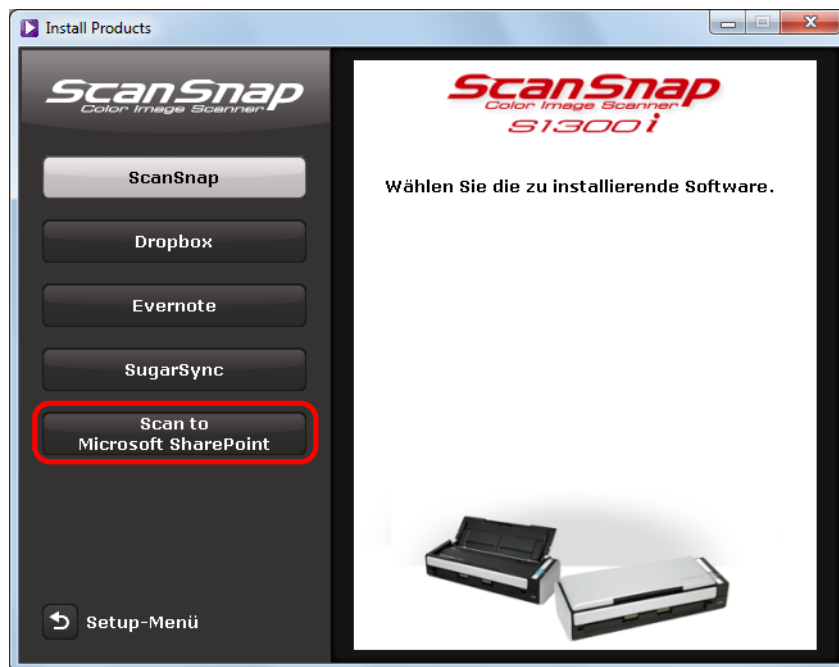 Install Products
ScanSnap
Color Image Scanner
ScanSnap
Dropbox
Evernote
SugarSync
Scan to
Microsoft SharePoint
Setup-Menü
ScanSnap
Color Image Scanner
S1300i
Wählen Sie die zu installierende Software.